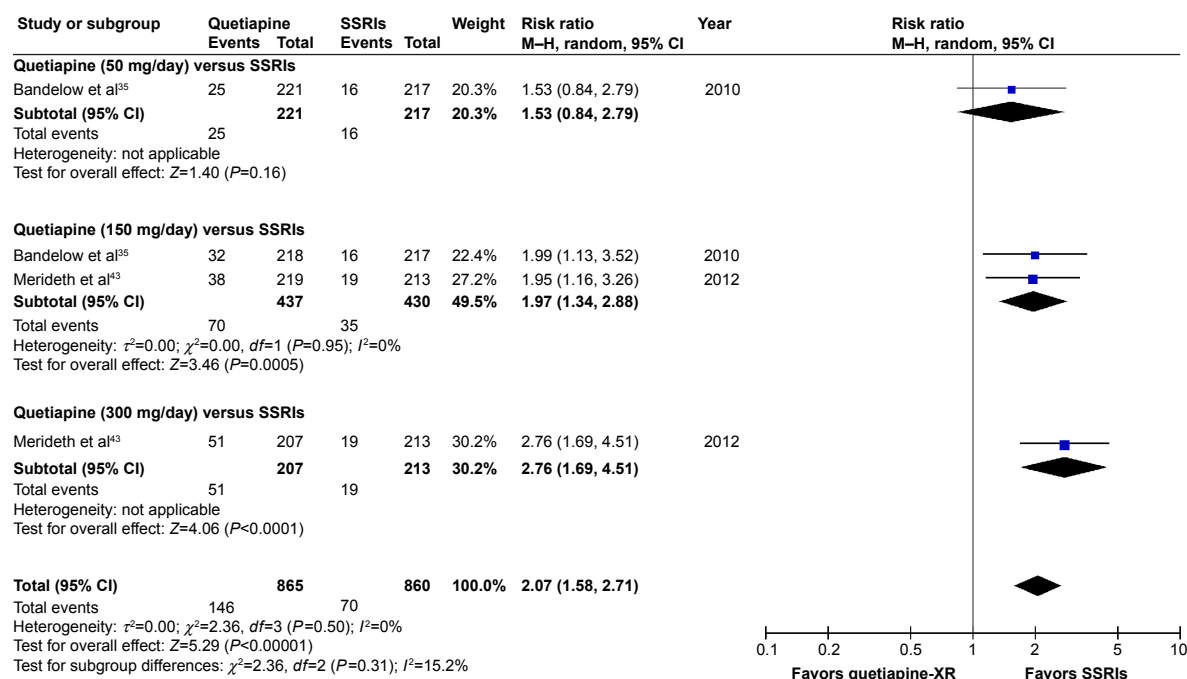 Study or subgroup Quetiapine SSRIs Weight Risk ratio Year Risk ratio
Events Total Events Total M–H, random, 95% CI M–H, random, 95% CI
Quetiapine (50 mg/day) versus SSRIs
Bandelow et al³⁵ 25 221 16 217 20.3% 1.53 (0.84, 2.79) 2010
Subtotal (95% CI) 221 217 20.3% 1.53 (0.84, 2.79)
Total events 25 16
Heterogeneity: not applicable
Test for overall effect: Z=1.40 (P=0.16)
Quetiapine (150 mg/day) versus SSRIs
Bandelow et al³⁵ 32 218 16 217 22.4% 1.99 (1.13, 3.52) 2010
Merideth et al⁴³ 38 219 19 213 27.2% 1.95 (1.16, 3.26) 2012
Subtotal (95% CI) 437 430 49.5% 1.97 (1.34, 2.88)
Total events 70 35
Heterogeneity: τ²=0.00; χ²=0.00, df=1 (P=0.95); I²=0%
Test for overall effect: Z=3.46 (P=0.0005)
Quetiapine (300 mg/day) versus SSRIs
Merideth et al⁴³ 51 207 19 213 30.2% 2.76 (1.69, 4.51) 2012
Subtotal (95% CI) 207 213 30.2% 2.76 (1.69, 4.51)
Total events 51 19
Heterogeneity: not applicable
Test for overall effect: Z=4.06 (P<0.0001)
Total (95% CI) 865 860 100.0% 2.07 (1.58, 2.71)
Total events 146 70
Heterogeneity: τ²=0.00; χ²=2.36, df=3 (P=0.50); I²=0%
Test for overall effect: Z=5.29 (P<0.00001)
Test for subgroup differences: χ²=2.36, df=2 (P=0.31); I²=15.2%
0.1 0.2 0.5 1 2 5 10
Favors quetiapine-XR Favors SSRIs